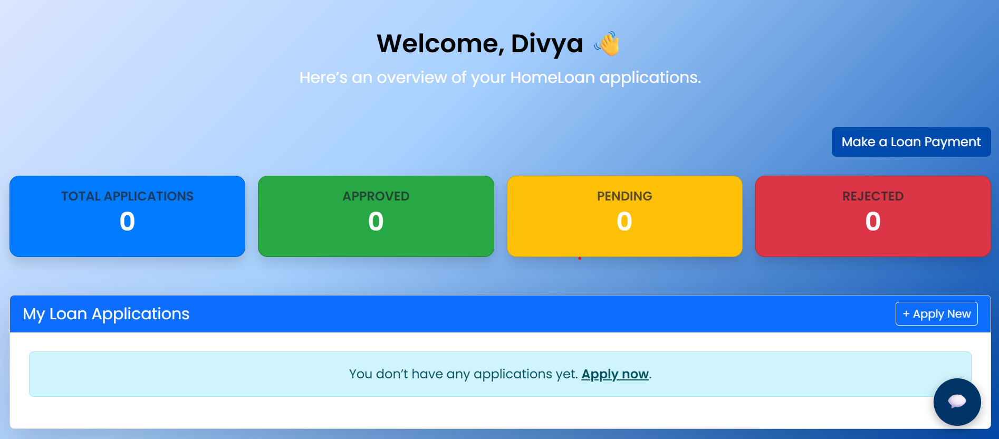 Welcome, Divya 👋
Here’s an overview of your HomeLoan applications.
Make a Loan Payment
TOTAL APPLICATIONS
0
APPROVED
0
PENDING
0
REJECTED
0
My Loan Applications
+ Apply New
You don’t have any applications yet. Apply now.